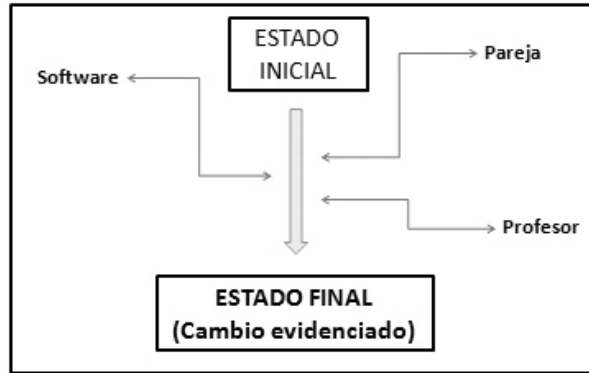 ESTADO
INICIAL
Pareja
Software
Profesor
ESTADO FINAL
(Cambio evidenciado)